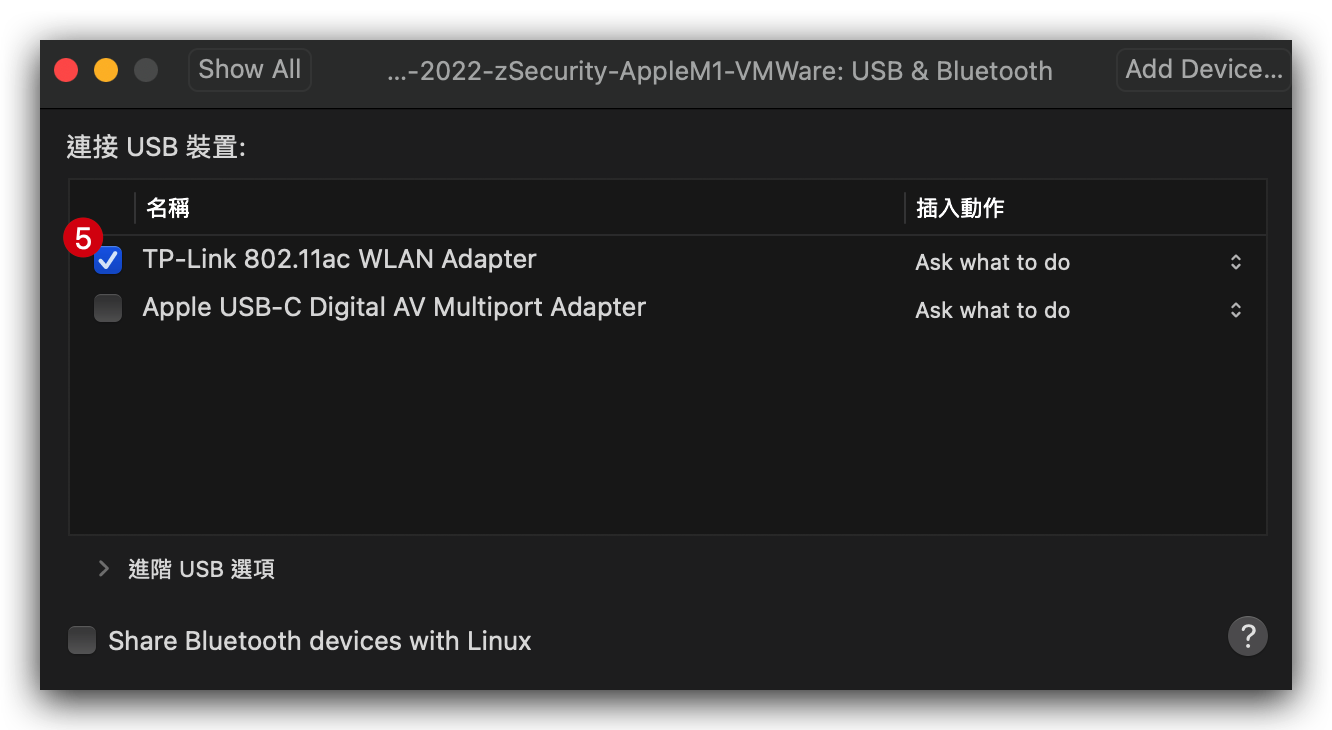 Show All
...-2022-zSecurity-AppleM1-VMWare: USB & Bluetooth
Add Device...
連接 USB 裝置:
名稱
插入動作
5
TP-Link 802.11ac WLAN Adapter
Ask what to do
Apple USB-C Digital AV Multiport Adapter
Ask what to do
進階 USB 選項
Share Bluetooth devices with Linux
?